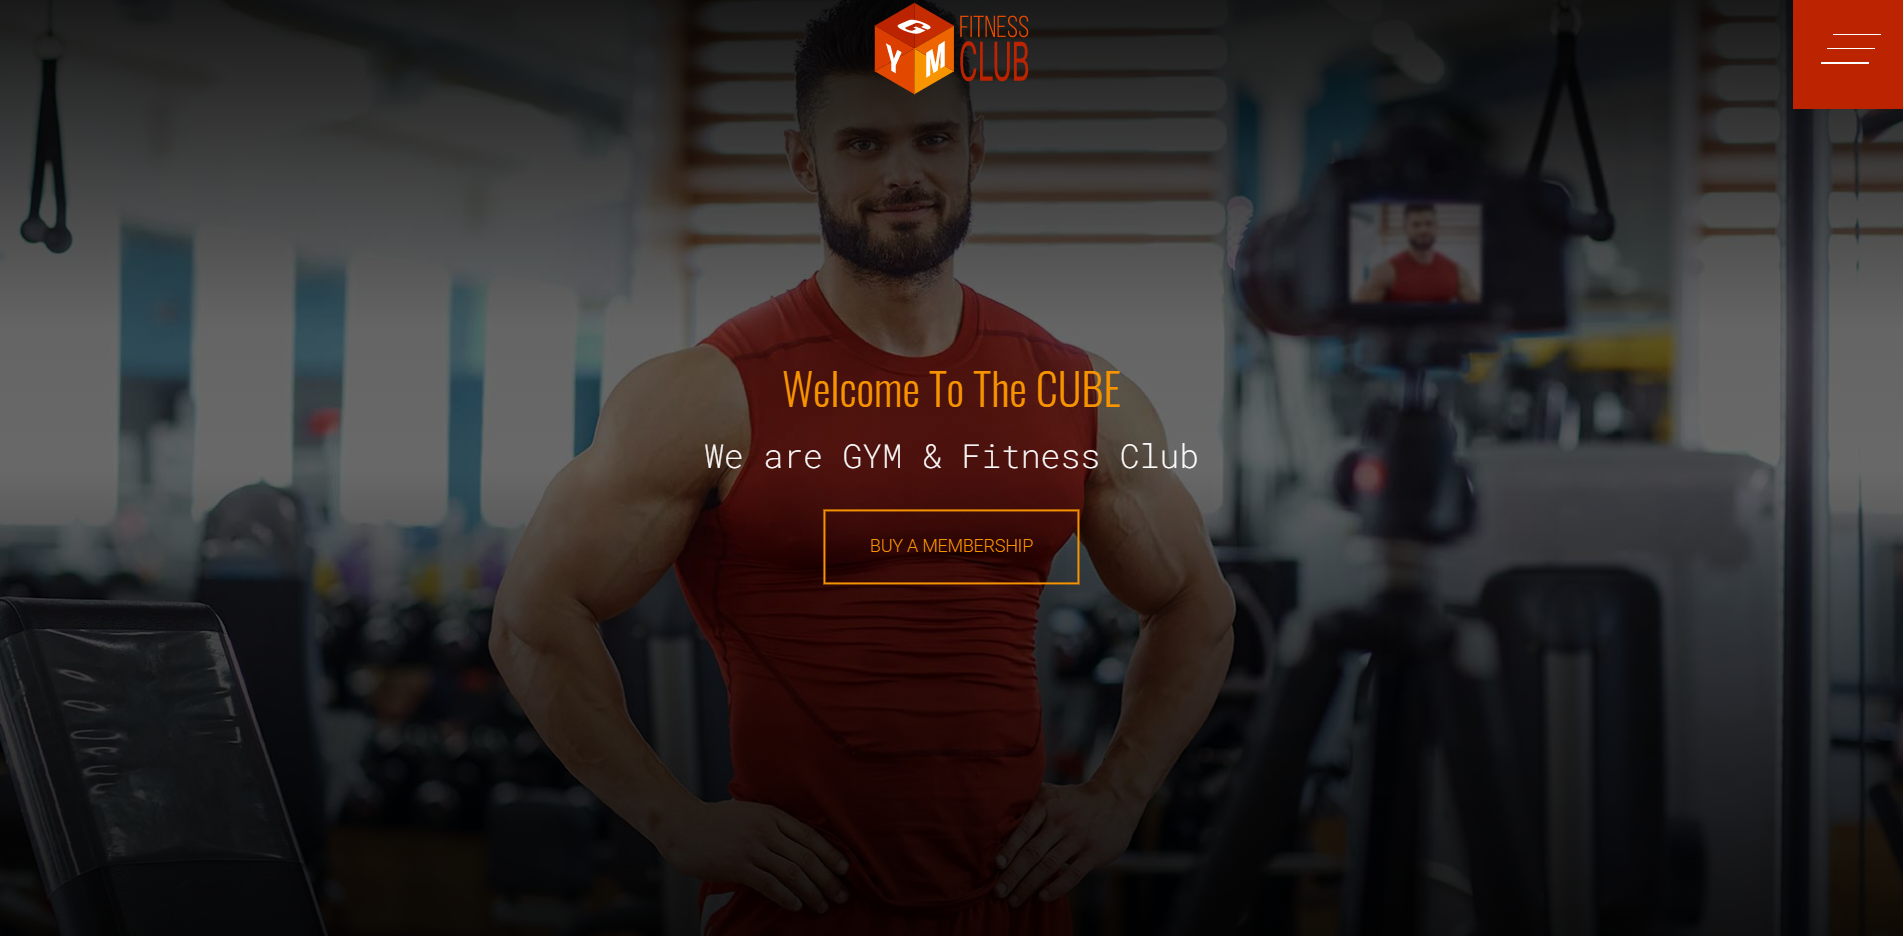 G
Y M
FITNESS
CLUB
Welcome To The CUBE
We are GYM & Fitness Club
BUY A MEMBERSHIP